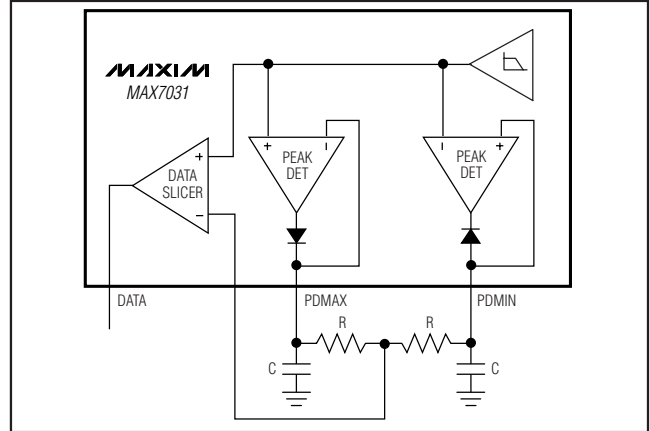 MAXIM
MAX7031
+
–
PEAK
DET
–
+
PEAK
DET
+
DATA
SLICER
–
DATA
PDMAX
PDMIN
R
R
C
C